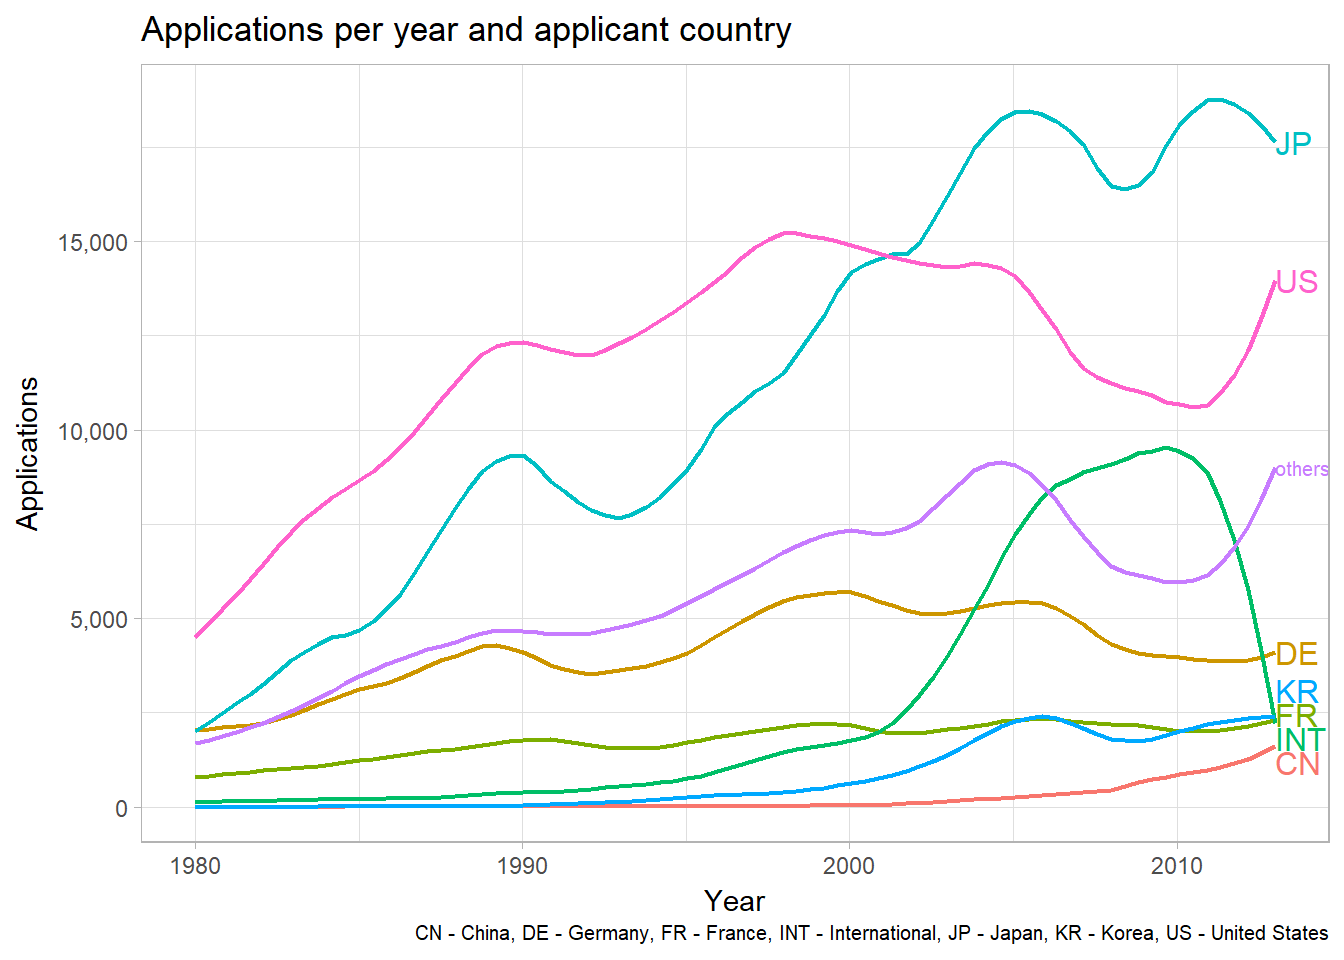 Applications per year and applicant country
JP
15,000
US
10,000
others
Applications
5,000
DE
KR
FR
INT
CN
0
1980 1990 2000 2010
Year
CN - China, DE - Germany, FR - France, INT - International, JP - Japan, KR - Korea, US - United States